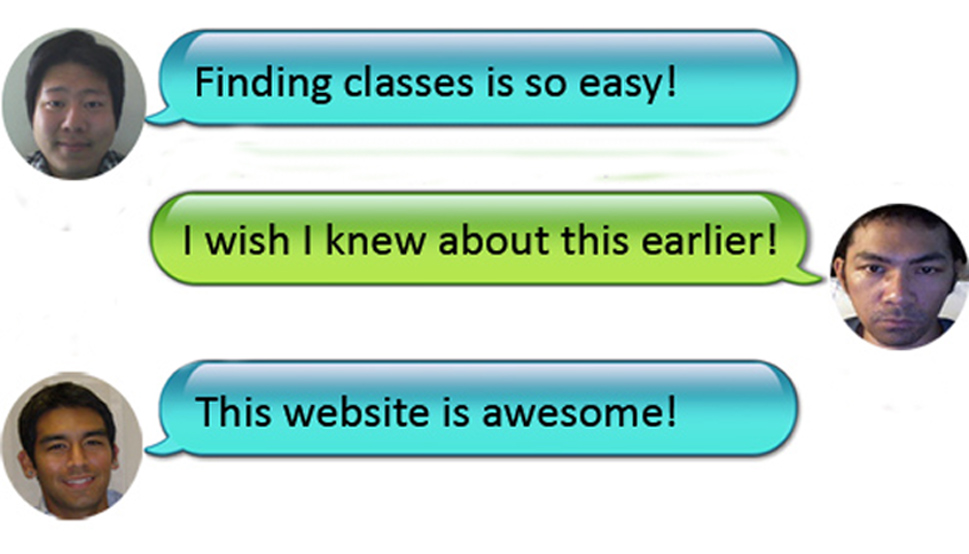 Finding classes is so easy!
I wish I knew about this earlier!
This website is awesome!